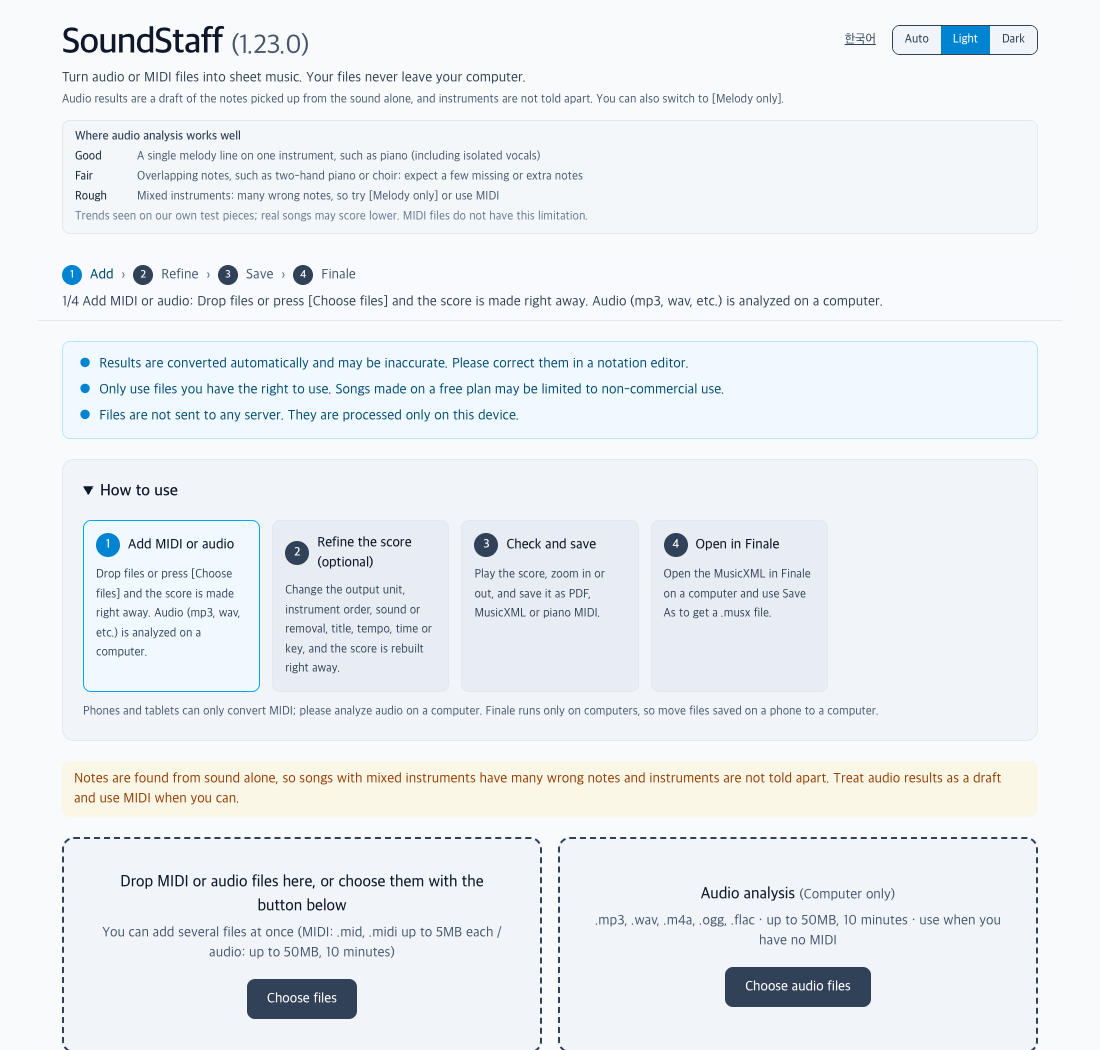 SoundStaff (1.23.0)
한국어
Auto Light Dark
Turn audio or MIDI files into sheet music. Your files never leave your computer.
Audio results are a draft of the notes picked up from the sound alone, and instruments are not told apart. You can also switch to [Melody only].
Where audio analysis works well
Good A single melody line on one instrument, such as piano (including isolated vocals)
Fair Overlapping notes, such as two-hand piano or choir: expect a few missing or extra notes
Rough Mixed instruments: many wrong notes, so try [Melody only] or use MIDI
Trends seen on our own test pieces; real songs may score lower. MIDI files do not have this limitation.
1 Add › 2 Refine › 3 Save › 4 Finale
1/4 Add MIDI or audio: Drop files or press [Choose files] and the score is made right away. Audio (mp3, wav, etc.) is analyzed on a computer.
● Results are converted automatically and may be inaccurate. Please correct them in a notation editor.
● Only use files you have the right to use. Songs made on a free plan may be limited to non-commercial use.
● Files are not sent to any server. They are processed only on this device.
▼ How to use
1 Add MIDI or audio
Drop files or press [Choose
files] and the score is made
right away. Audio (mp3, wav,
etc.) is analyzed on a
computer.
2 Refine the score
(optional)
Change the output unit,
instrument order, sound or
removal, title, tempo, time or
key, and the score is rebuilt
right away.
3 Check and save
Play the score, zoom in or
out, and save it as PDF,
MusicXML or piano MIDI.
4 Open in Finale
Open the MusicXML in Finale
on a computer and use Save
As to get a .musx file.
Phones and tablets can only convert MIDI; please analyze audio on a computer. Finale runs only on computers, so move files saved on a phone to a computer.
Notes are found from sound alone, so songs with mixed instruments have many wrong notes and instruments are not told apart. Treat audio results as a draft
and use MIDI when you can.
Drop MIDI or audio files here, or choose them with the
button below
You can add several files at once (MIDI: .mid, .midi up to 5MB each /
audio: up to 50MB, 10 minutes)
Choose files
Audio analysis (Computer only)
.mp3, .wav, .m4a, .ogg, .flac · up to 50MB, 10 minutes · use when you
have no MIDI
Choose audio files